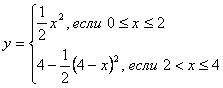 y = { 1/2 x², если 0 ≤ x ≤ 2
4 − 1/2 (4 − x)², если 2 < x ≤ 4